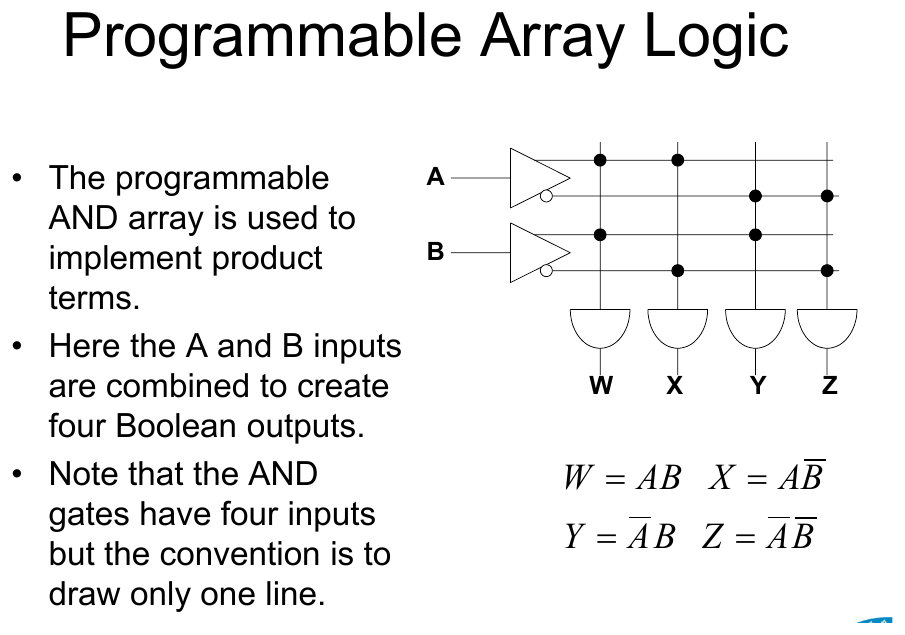 Programmable Array Logic
• The programmable
AND array is used to
implement product
terms.
• Here the A and B inputs
are combined to create
four Boolean outputs.
• Note that the AND
gates have four inputs
but the convention is to
draw only one line.
A
B
W X Y Z
W = AB X = AB̅
Y = A̅B Z = A̅B̅